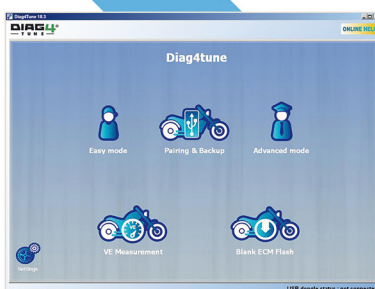 Diag4Tune 10.3
DIAG4
TUNE
ONLINE HELP
Diag4tune
Easy mode
Pairing & Backup
Advanced mode
VE Measurement
Blank ECM Flash
Settings
USB dongle status : not connected